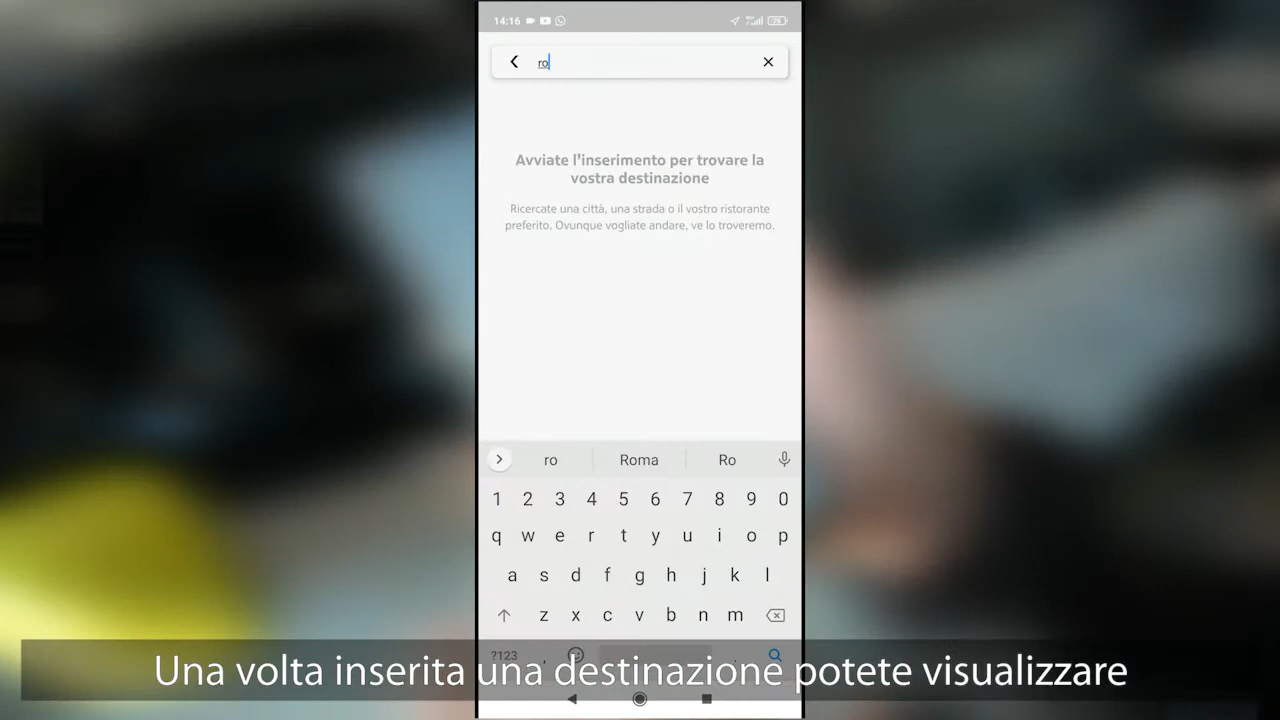 14:16
79
ro
Avviate l'inserimento per trovare la
vostra destinazione
Ricercate una città, una strada o il vostro ristorante
preferito. Ovunque vogliate andare, ve lo troveremo.
ro Roma Ro
1 2 3 4 5 6 7 8 9 0
q w e r t y u i o p
a s d f g h j k l
z x c v b n m
?123 , .
Una volta inserita una destinazione potete visualizzare